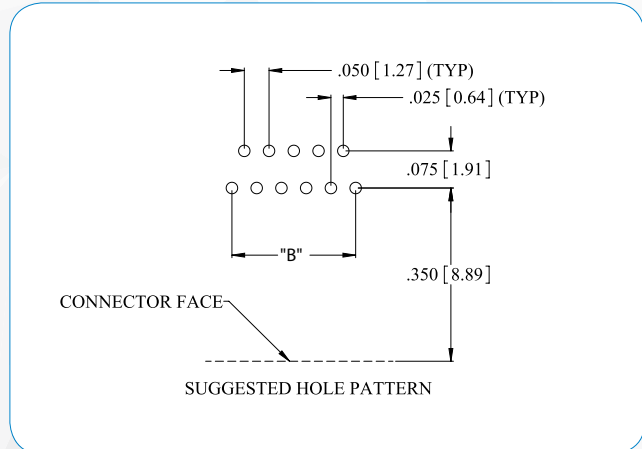 .050 [1.27] (TYP)
.025 [0.64] (TYP)
.075 [1.91]
"B"
.350 [8.89]
CONNECTOR FACE
SUGGESTED HOLE PATTERN